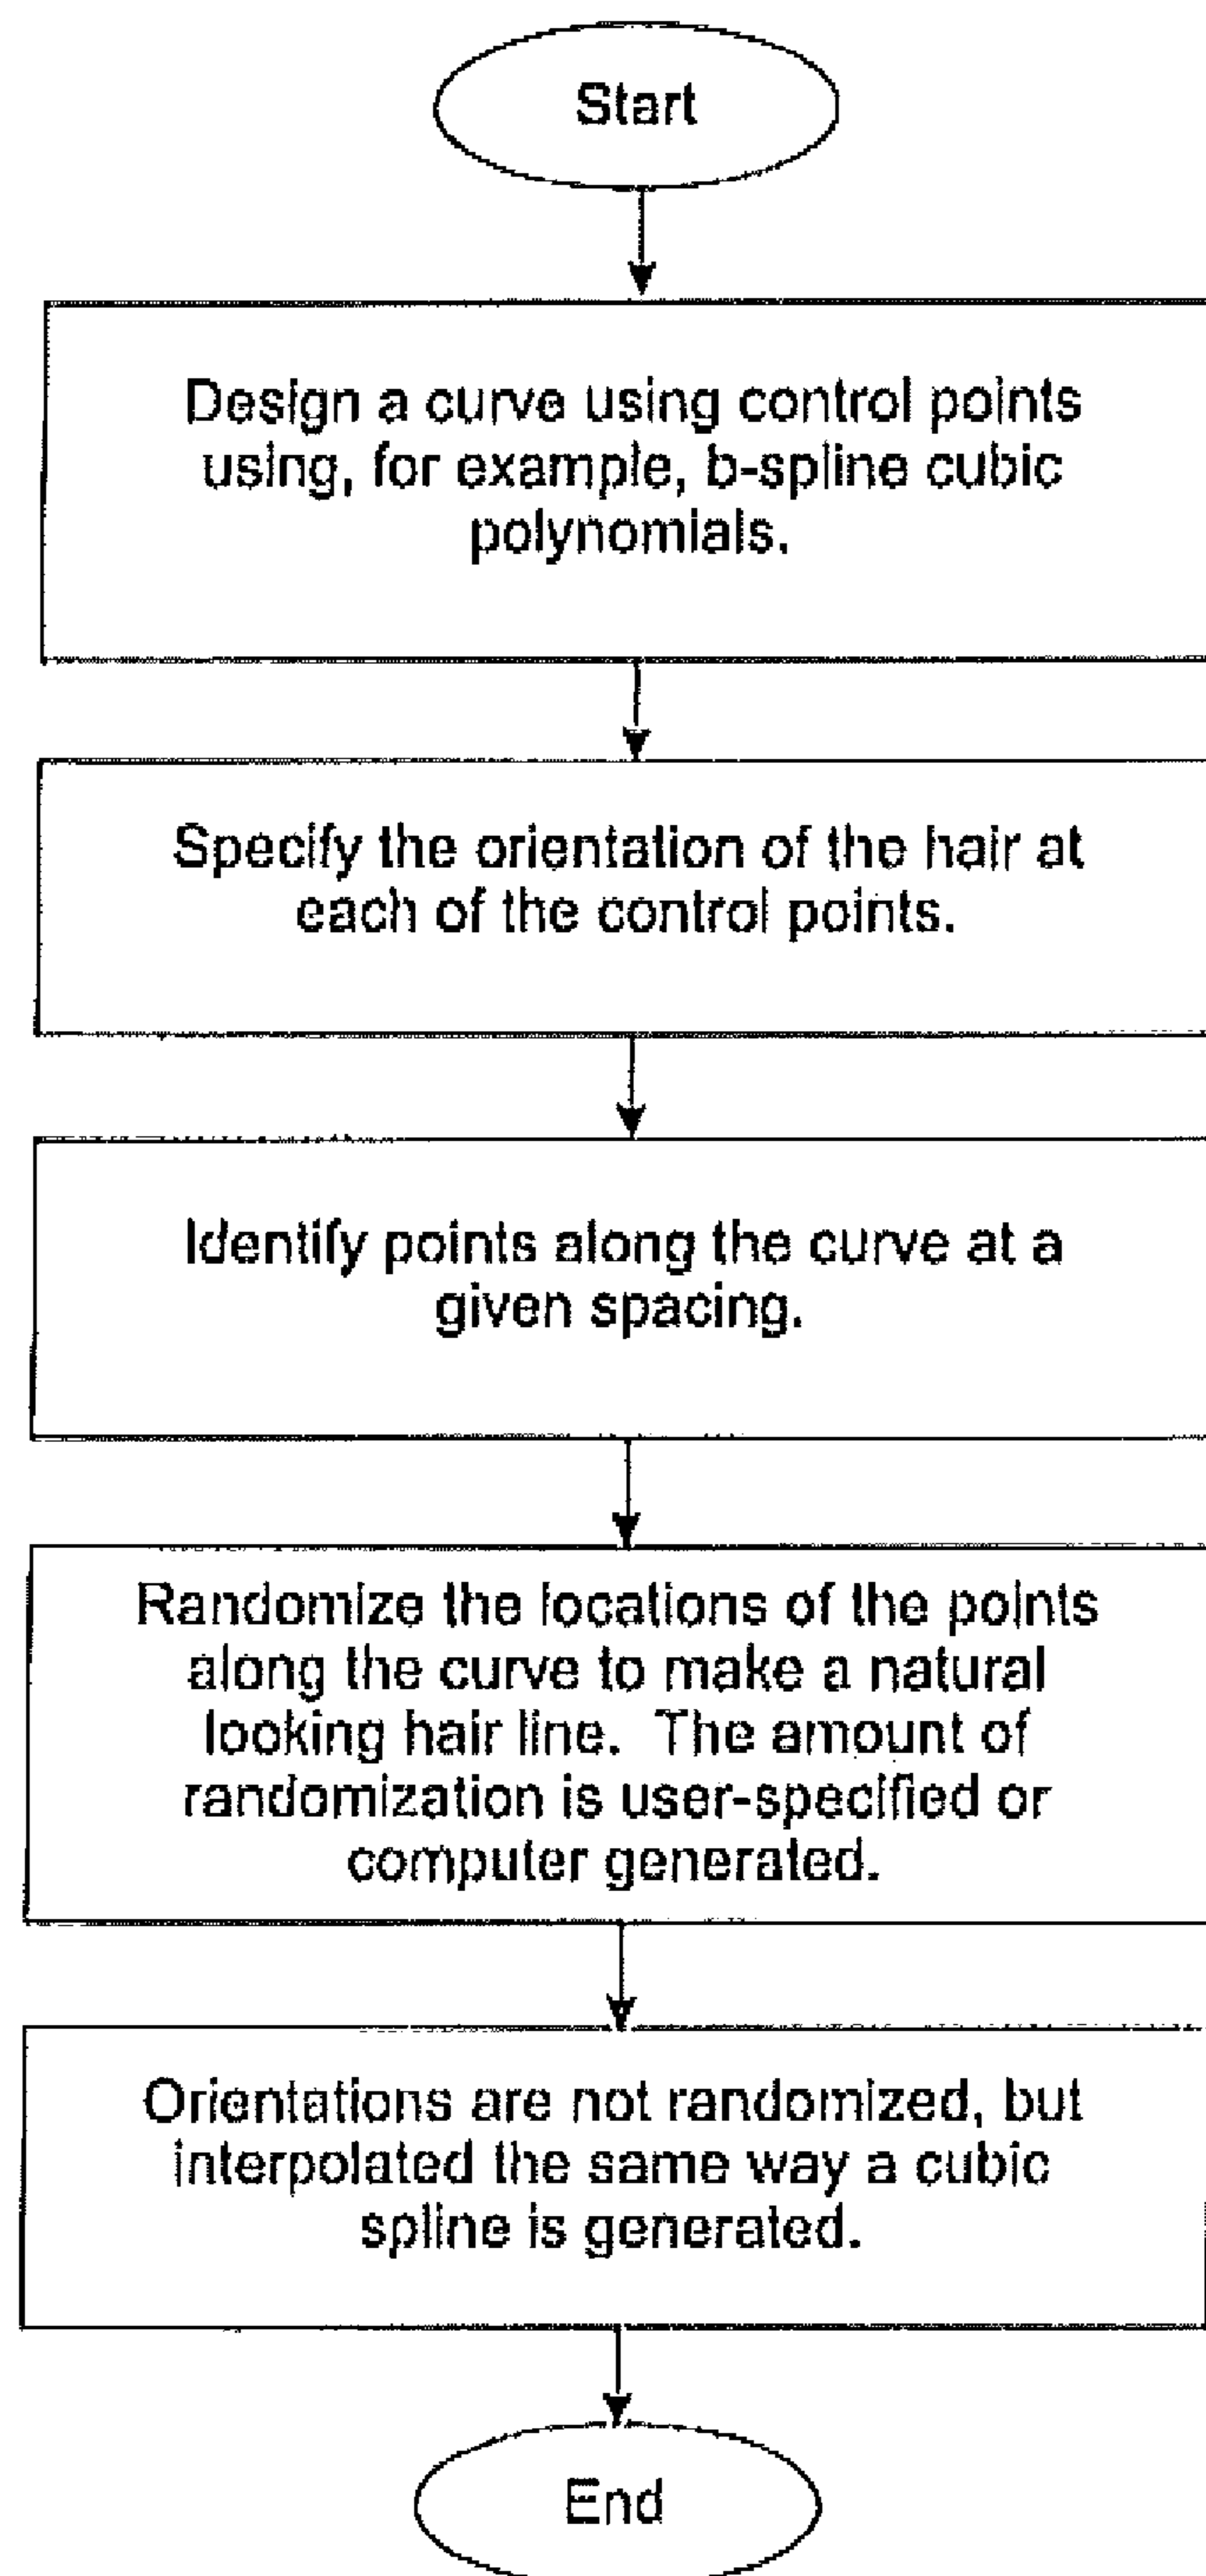 Start
Design a curve using control points
using, for example, b-spline cubic
polynomials.
Specify the orientation of the hair at
each of the control points.
Identify points along the curve at a
given spacing.
Randomize the locations of the points
along the curve to make a natural
looking hair line. The amount of
randomization is user-specified or
computer generated.
Orientations are not randomized, but
interpolated the same way a cubic
spline is generated.
End